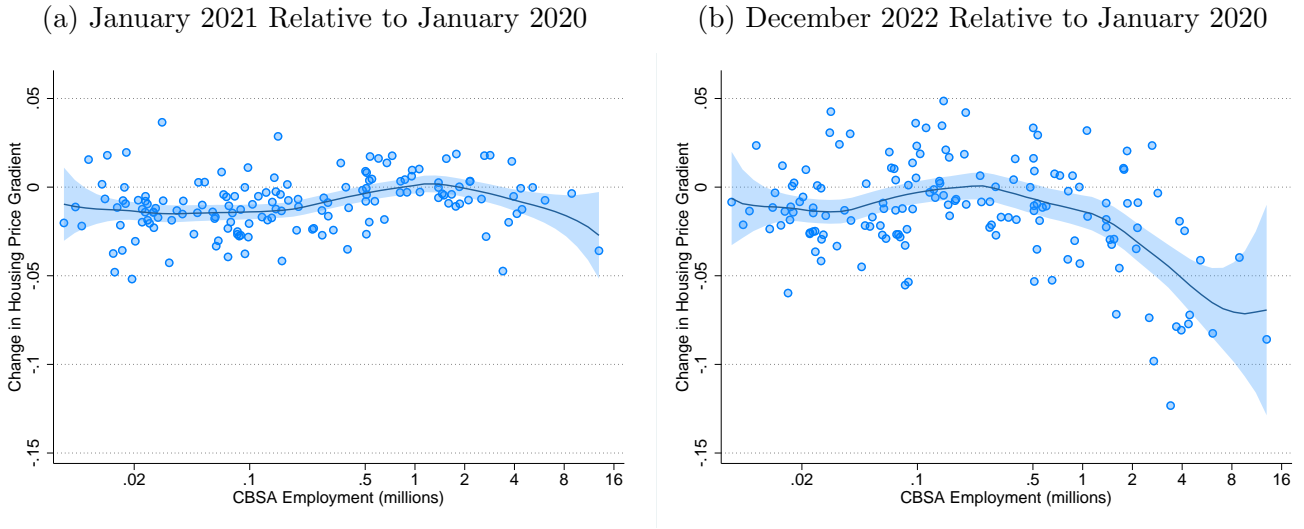 (a) January 2021 Relative to January 2020
(b) December 2022 Relative to January 2020
Change in Housing Price Gradient
.05
0
-.05
-.1
-.15
.02 .1 .5 1 2 4 8 16
CBSA Employment (millions)
Change in Housing Price Gradient
.05
0
-.05
-.1
-.15
.02 .1 .5 1 2 4 8 16
CBSA Employment (millions)